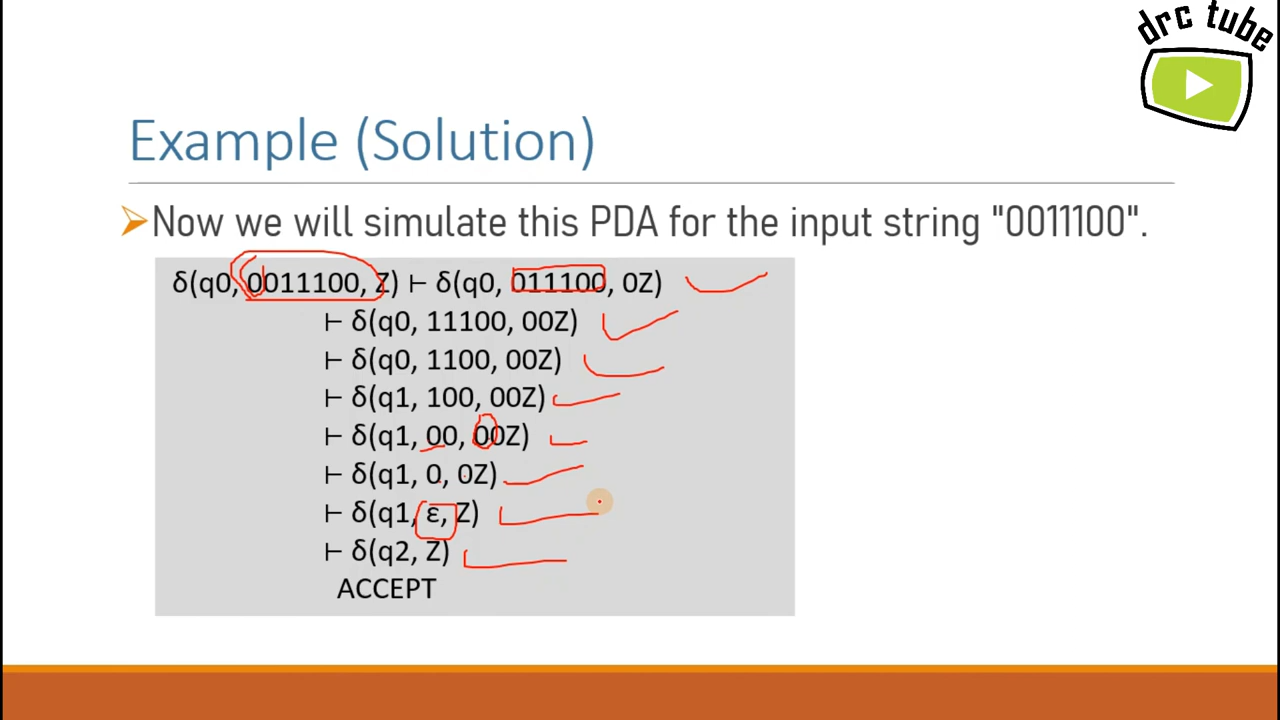 drc tube
Example (Solution)
Now we will simulate this PDA for the input string "0011100".
δ(q0, 0011100, Z) ⊢ δ(q0, 011100, 0Z)
⊢ δ(q0, 11100, 00Z)
⊢ δ(q0, 1100, 00Z)
⊢ δ(q1, 100, 00Z)
⊢ δ(q1, 00, 00Z)
⊢ δ(q1, 0, 0Z)
⊢ δ(q1, ε, Z)
⊢ δ(q2, Z)
ACCEPT